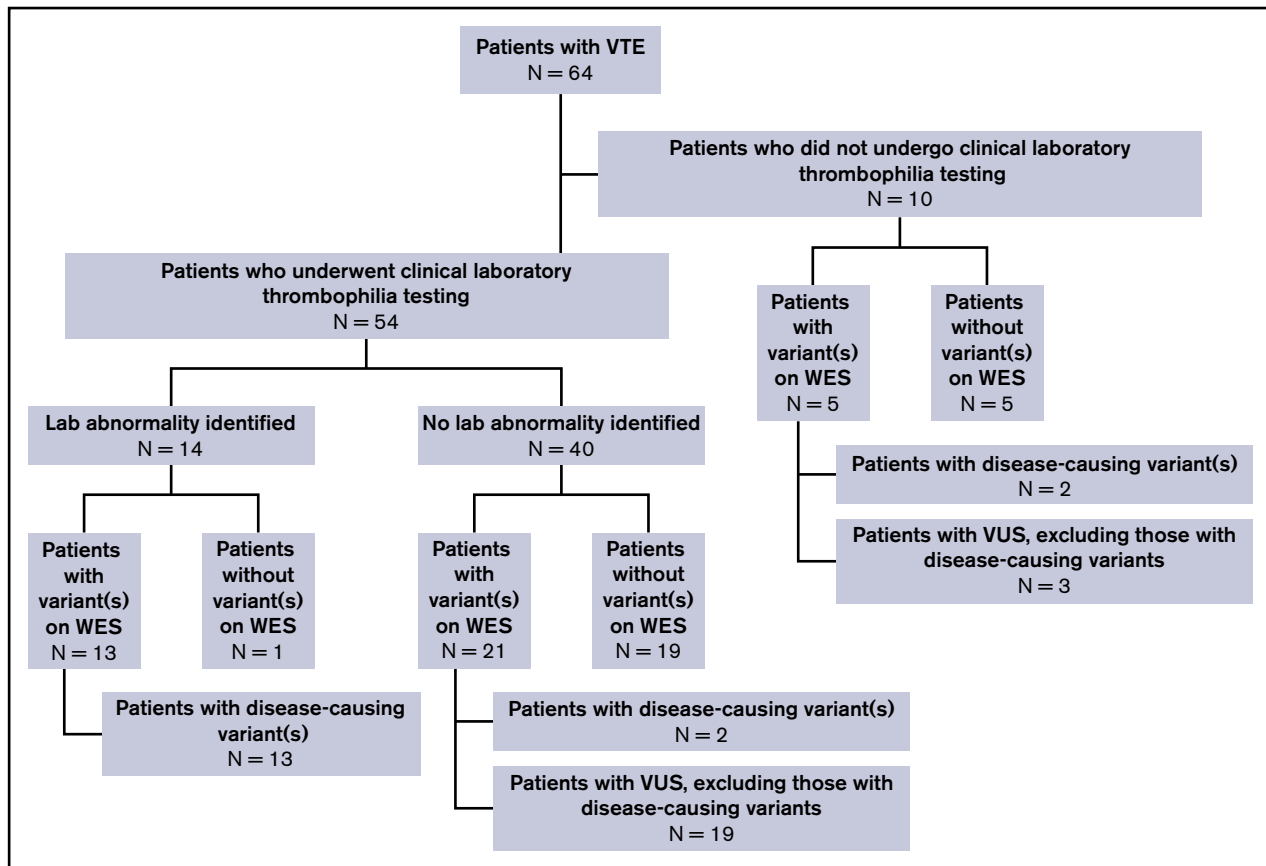 Patients with VTE
N = 64
Patients who did not undergo clinical laboratory
thrombophilia testing
N = 10
Patients who underwent clinical laboratory
thrombophilia testing
N = 54
Patients
with
variant(s)
on WES
N = 5
Patients
without
variant(s)
on WES
N = 5
Lab abnormality identified
N = 14
No lab abnormality identified
N = 40
Patients with disease-causing variant(s)
N = 2
Patients with VUS, excluding those with
disease-causing variants
N = 3
Patients
with
variant(s)
on WES
N = 13
Patients
without
variant(s)
on WES
N = 1
Patients
with
variant(s)
on WES
N = 21
Patients
without
variant(s)
on WES
N = 19
Patients with disease-causing
variant(s)
N = 13
Patients with disease-causing variant(s)
N = 2
Patients with VUS, excluding those with
disease-causing variants
N = 19